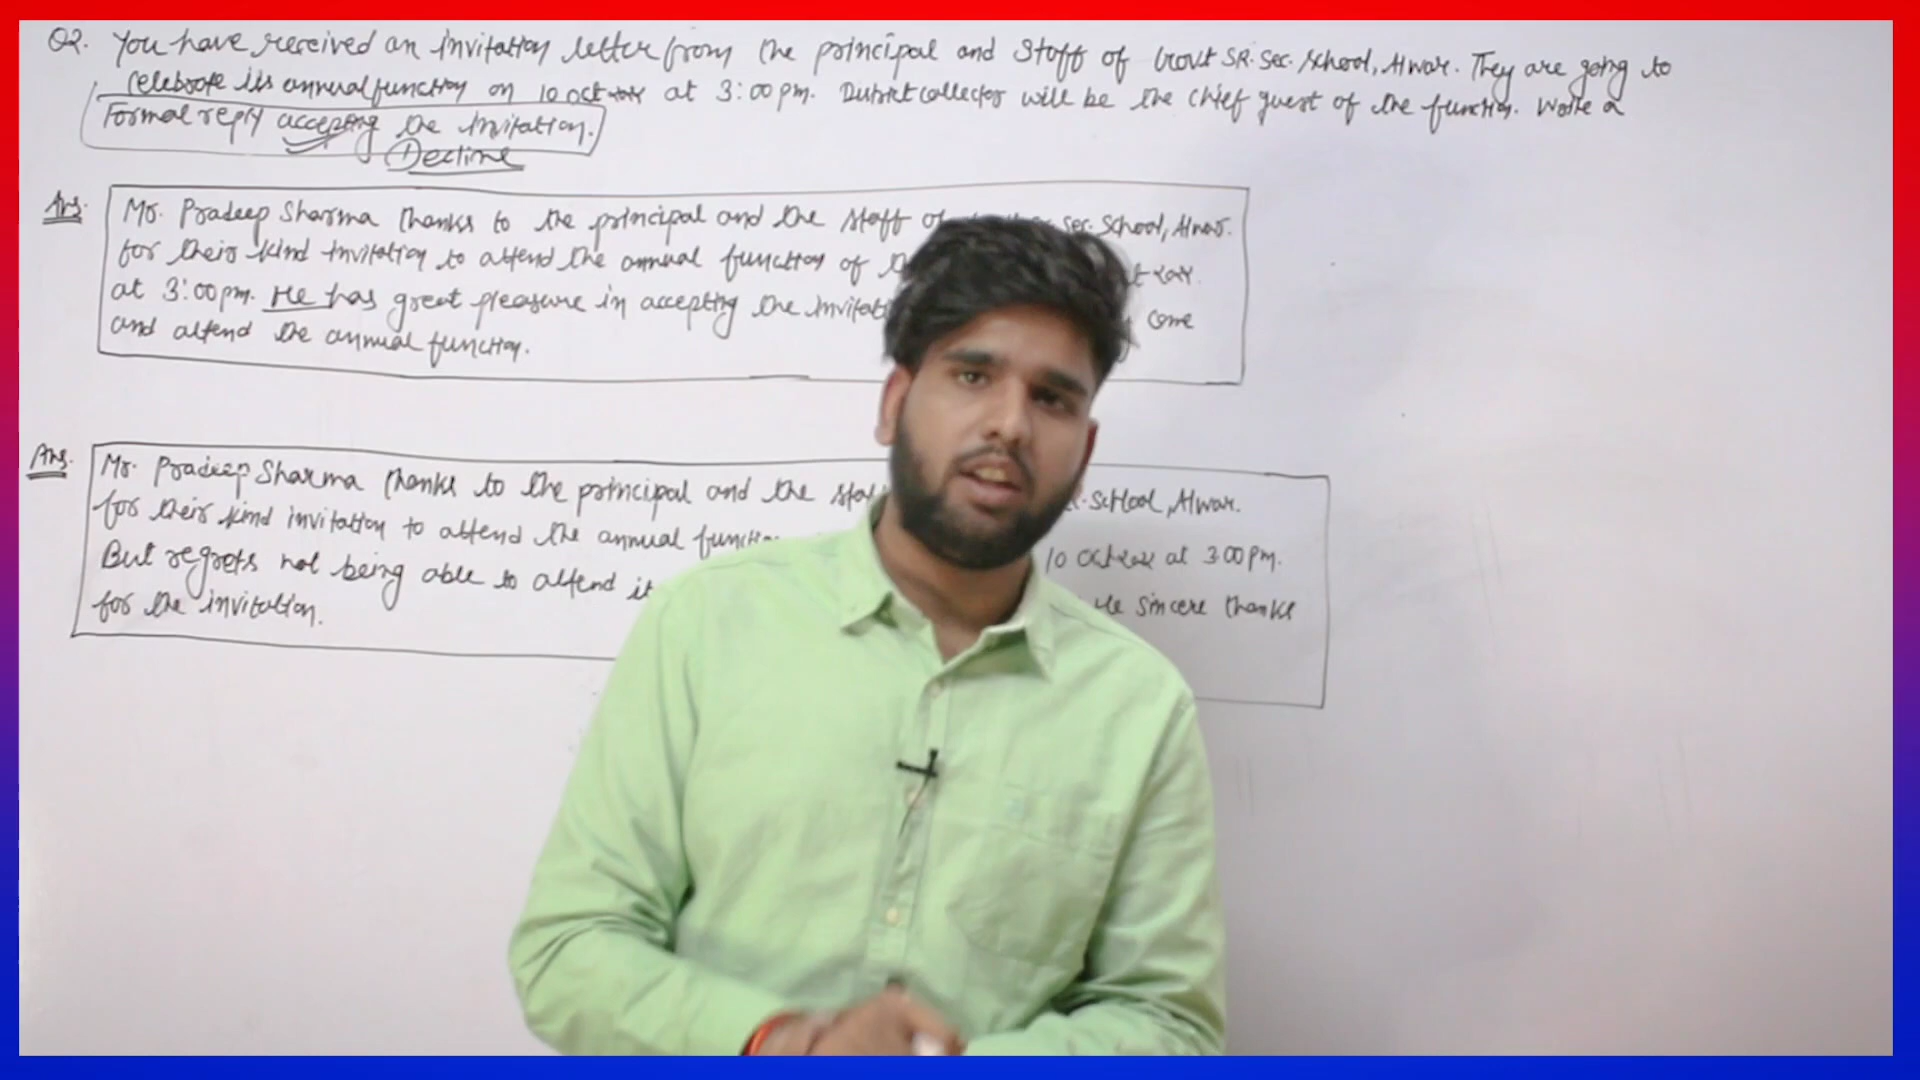 Q2. You have received an invitation letter from the principal and Staff of Govt SR. Sec. School, Alwar. They are going to
celebrate its annual function on 10 oct at 3:00 pm. District collector will be the chief guest of the function. Write a
Formal reply accepting the invitation.
Decline
Ans. Mr. Pradeep Sharma thanks to the principal and the staff of Sec. School, Alwar.
for their kind invitation to attend the annual function of
at 3:00 pm. He has great pleasure in accepting the come
and attend the annual function.
Ans. Mr. Pradeep Sharma thanks to the principal and the School, Alwar.
for their kind invitation to attend the annual 10 at 3:00 pm.
But regrets not being able to attend it He sincere thanks
for the invitation.